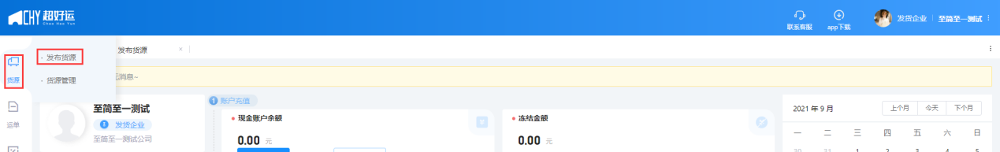 CHY 超好运
Chao Hao Yun
联系客服
app下载
发货企业
至简至一测试
发布货源
发布货源
×
货源
货源管理
消息~
运单
至简至一测试
发货企业
至简至一测试公司
1 账户充值
现金账户余额
0.00 元
冻结金额
0.00 元
2021 年 9 月
上个月 今天 下个月
一 二 三 四 五 六 日
30 31 1 2 3 4 5